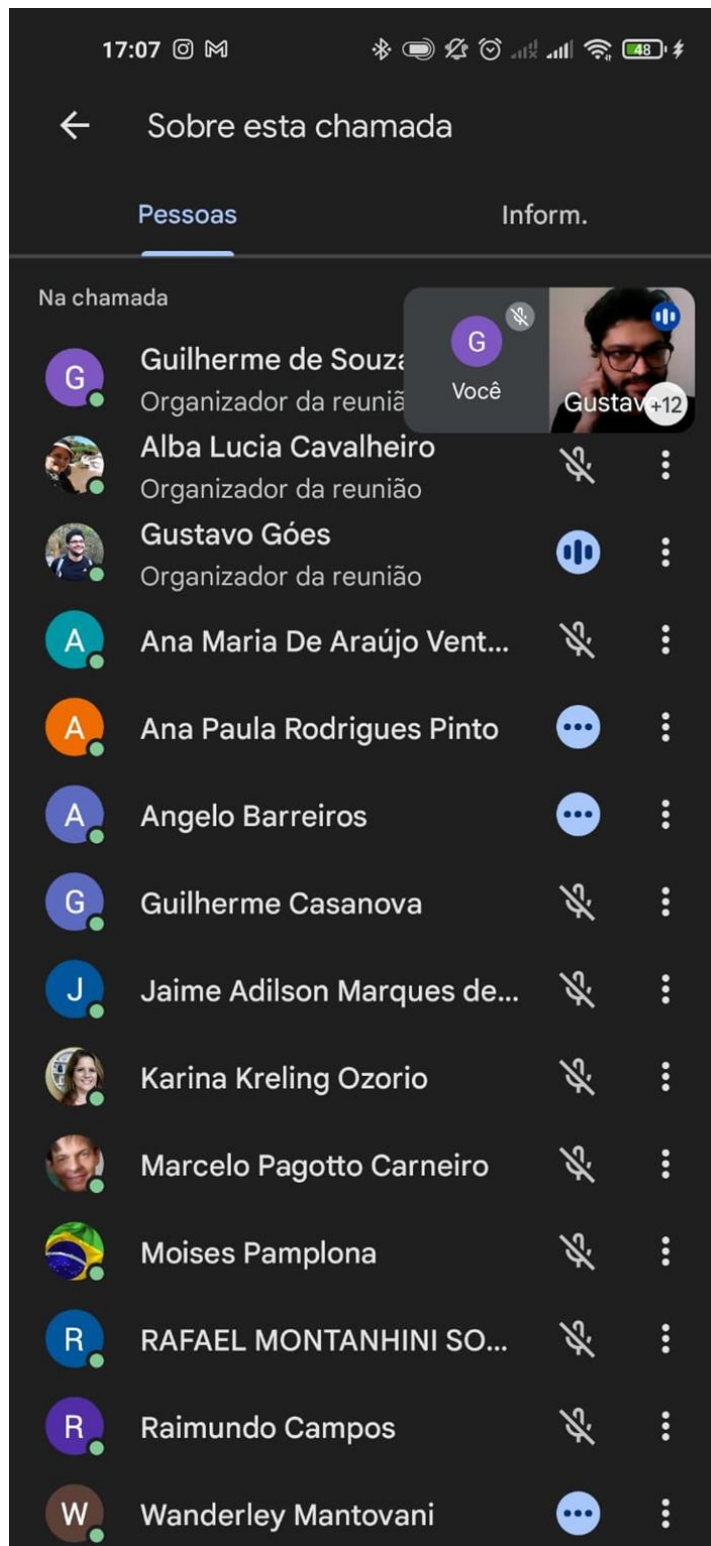 17:07
48
Sobre esta chamada
Pessoas
Inform.
Na chamada
G
Você
Gustav
+12
G
Guilherme de Souz
Organizador da reuniã
Alba Lucia Cavalheiro
Organizador da reunião
Gustavo Góes
Organizador da reunião
A
Ana Maria De Araújo Vent...
A
Ana Paula Rodrigues Pinto
A
Angelo Barreiros
G
Guilherme Casanova
J
Jaime Adilson Marques de...
Karina Kreling Ozorio
Marcelo Pagotto Carneiro
Moises Pamplona
R
RAFAEL MONTANHINI SO...
R
Raimundo Campos
W
Wanderley Mantovani